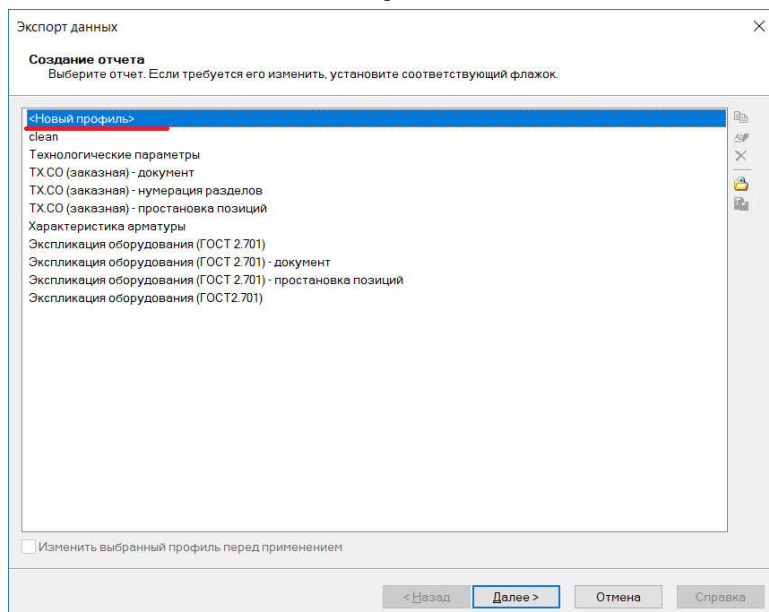 Экспорт данных
Создание отчета
Выберите отчет. Если требуется его изменить, установите соответствующий флажок.
<Новый профиль>
clean
Технологические параметры
ТХ.СО (заказная) - документ
ТХ.СО (заказная) - нумерация разделов
ТХ.СО (заказная) - простановка позиций
Характеристика арматуры
Экспликация оборудования (ГОСТ 2.701)
Экспликация оборудования (ГОСТ 2.701) - документ
Экспликация оборудования (ГОСТ 2.701) - простановка позиций
Экспликация оборудования (ГОСТ2.701)
Изменить выбранный профиль перед применением
< Назад Далее > Отмена Справка